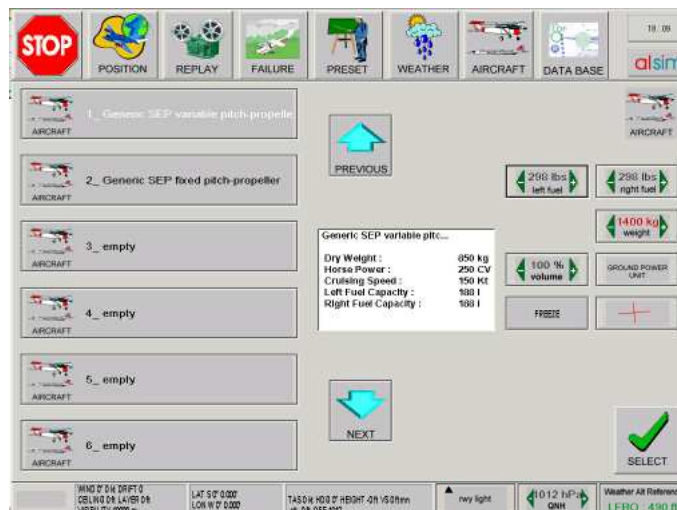 STOP
POSITION
REPLAY
FAILURE
PRESET
WEATHER
AIRCRAFT
DATA BASE
alsim
AIRCRAFT
1_ Generic SEP variable pitch-propelle
AIRCRAFT
2_ Generic SEP fixed pitch-propeller
AIRCRAFT
3_ empty
AIRCRAFT
4_ empty
AIRCRAFT
5_ empty
AIRCRAFT
6_ empty
PREVIOUS
Generic SEP variable pitc...
Dry Weight : 850 kg
Horse Power : 250 CV
Cruising Speed : 150 Kt
Left Fuel Capacity : 188 l
Right Fuel Capacity : 188 l
NEXT
AIRCRAFT
298 lbs
left fuel
298 lbs
right fuel
1400 kg
weight
100 %
volume
GROUND POWER
UNIT
FREEZE
SELECT
rwy light
1012 hPa
QNH
Weather Alt Referenc